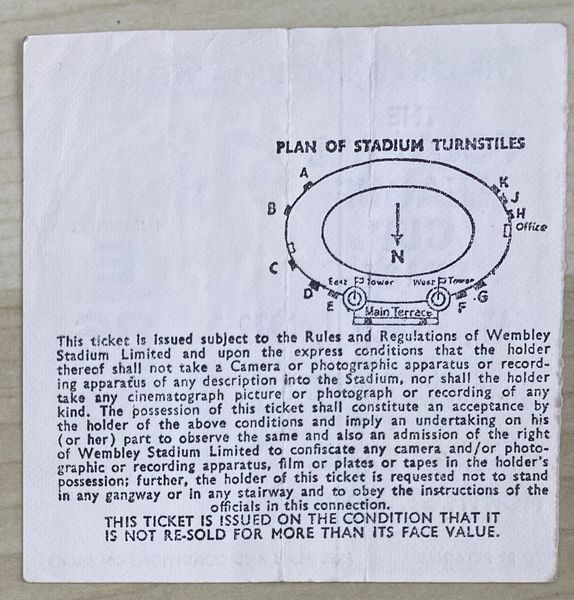 PLAN OF STADIUM TURNSTILES
A
K
J
B
H
Office
N
C
East Tower
West Tower
D
G
E
F
Main Terrace
This ticket is issued subject to the Rules and Regulations of Wembley
Stadium Limited and upon the express conditions that the holder
thereof shall not take a Camera or photographic apparatus or record-
ing apparatus of any description into the Stadium, nor shall the holder
take any cinematograph picture or photograph or recording of any
kind. The possession of this ticket shall constitute an acceptance by
the holder of the above conditions and imply an undertaking on his
(or her) part to observe the same and also an admission of the right
of Wembley Stadium Limited to confiscate any camera and/or photo-
graphic or recording apparatus, film or plates or tapes in the holder's
possession; further, the holder of this ticket is requested not to stand
in any gangway or in any stairway and to obey the instructions of the
officials in this connection.
THIS TICKET IS ISSUED ON THE CONDITION THAT IT
IS NOT RE-SOLD FOR MORE THAN ITS FACE VALUE.